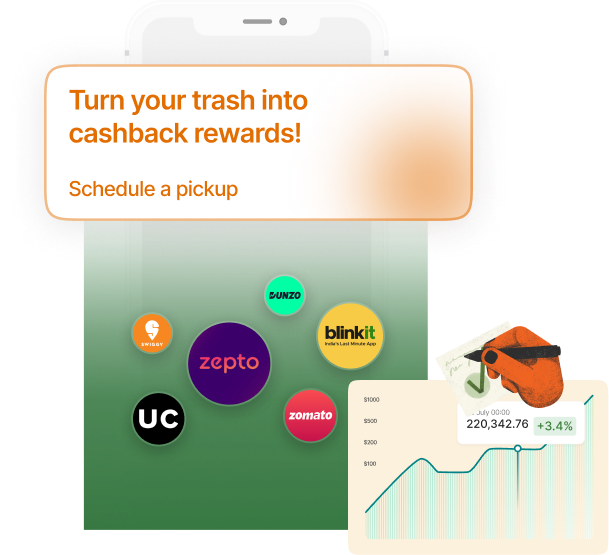 Turn your trash into
cashback rewards!
Schedule a pickup
DUNZO
SWIGGY
zepto
blinkit
India's Last Minute App
UC
zomato
$1000
$500
$300
$100
July 00:00
220,342.76
+3.4%